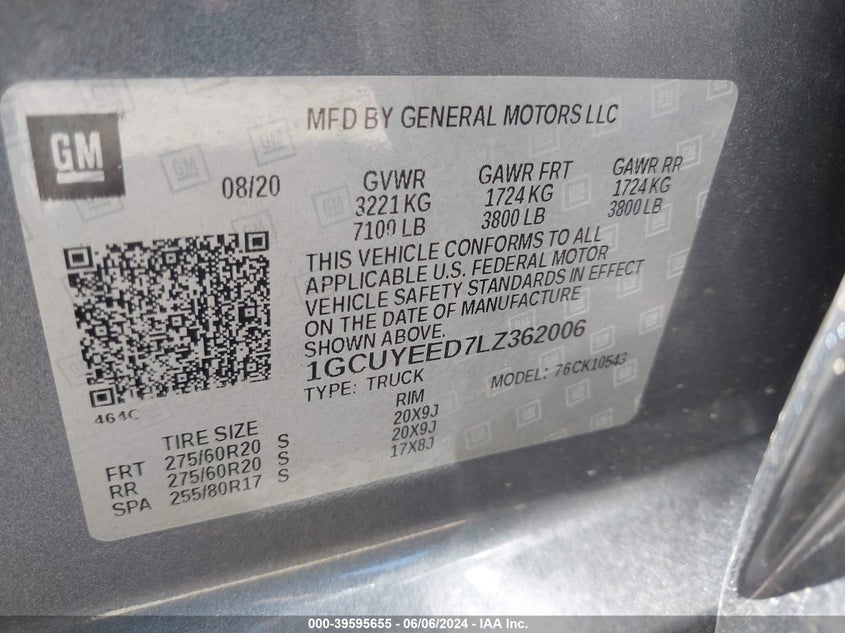 GM
MFD BY GENERAL MOTORS LLC
08/20
GVWR
3221 KG
7100 LB
GAWR FRT
1724 KG
3800 LB
GAWR RR
1724 KG
3800 LB
THIS VEHICLE CONFORMS TO ALL
APPLICABLE U.S. FEDERAL MOTOR
VEHICLE SAFETY STANDARDS IN EFFECT
ON THE DATE OF MANUFACTURE
SHOWN ABOVE.
1GCUYEED7LZ362006
TYPE: TRUCK
MODEL: 76CK10543
464C
TIRE SIZE
RIM
FRT 275/60R20 S 20X9J
RR 275/60R20 S 20X9J
SPA 255/80R17 S 17X8J
000-39595655 - 06/06/2024 - IAA Inc.